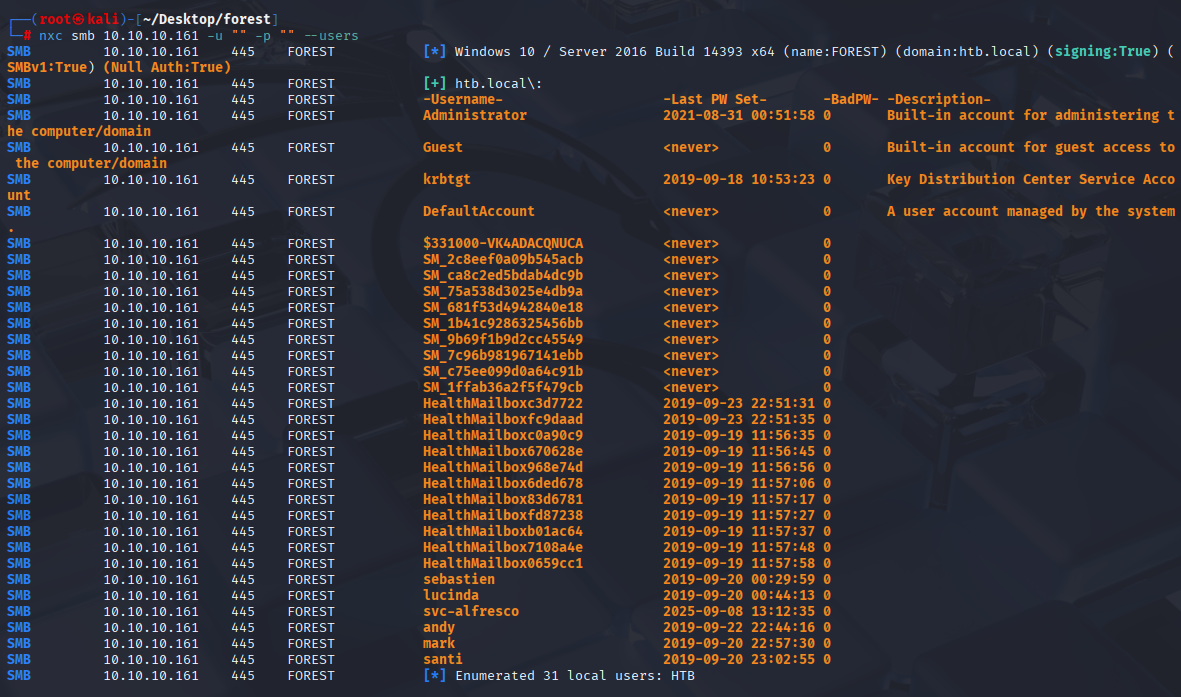 ┌──(root㉿kali)-[~/Desktop/forest]
└─# nxc smb 10.10.10.161 -u "" -p "" --users
SMB 10.10.10.161 445 FOREST [*] Windows 10 / Server 2016 Build 14393 x64 (name:FOREST) (domain:htb.local) (signing:True) (
SMBv1:True) (Null Auth:True)
SMB 10.10.10.161 445 FOREST [+] htb.local\:
SMB 10.10.10.161 445 FOREST -Username- -Last PW Set- -BadPW- -Description-
SMB 10.10.10.161 445 FOREST Administrator 2021-08-31 00:51:58 0 Built-in account for administering t
he computer/domain
SMB 10.10.10.161 445 FOREST Guest <never> 0 Built-in account for guest access to
 the computer/domain
SMB 10.10.10.161 445 FOREST krbtgt 2019-09-18 10:53:23 0 Key Distribution Center Service Acco
unt
SMB 10.10.10.161 445 FOREST DefaultAccount <never> 0 A user account managed by the system
.
SMB 10.10.10.161 445 FOREST $331000-VK4ADACQNUCA <never> 0
SMB 10.10.10.161 445 FOREST SM_2c8eef0a09b545acb <never> 0
SMB 10.10.10.161 445 FOREST SM_ca8c2ed5bdab4dc9b <never> 0
SMB 10.10.10.161 445 FOREST SM_75a538d3025e4db9a <never> 0
SMB 10.10.10.161 445 FOREST SM_681f53d4942840e18 <never> 0
SMB 10.10.10.161 445 FOREST SM_1b41c9286325456bb <never> 0
SMB 10.10.10.161 445 FOREST SM_9b69f1b9d2cc45549 <never> 0
SMB 10.10.10.161 445 FOREST SM_7c96b981967141ebb <never> 0
SMB 10.10.10.161 445 FOREST SM_c75ee099d0a64c91b <never> 0
SMB 10.10.10.161 445 FOREST SM_1ffab36a2f5f479cb <never> 0
SMB 10.10.10.161 445 FOREST HealthMailboxc3d7722 2019-09-23 22:51:31 0
SMB 10.10.10.161 445 FOREST HealthMailboxfc9daad 2019-09-23 22:51:35 0
SMB 10.10.10.161 445 FOREST HealthMailboxc0a90c9 2019-09-19 11:56:35 0
SMB 10.10.10.161 445 FOREST HealthMailbox670628e 2019-09-19 11:56:45 0
SMB 10.10.10.161 445 FOREST HealthMailbox968e74d 2019-09-19 11:56:56 0
SMB 10.10.10.161 445 FOREST HealthMailbox6ded678 2019-09-19 11:57:06 0
SMB 10.10.10.161 445 FOREST HealthMailbox83d6781 2019-09-19 11:57:17 0
SMB 10.10.10.161 445 FOREST HealthMailboxfd87238 2019-09-19 11:57:27 0
SMB 10.10.10.161 445 FOREST HealthMailboxb01ac64 2019-09-19 11:57:37 0
SMB 10.10.10.161 445 FOREST HealthMailbox7108a4e 2019-09-19 11:57:48 0
SMB 10.10.10.161 445 FOREST HealthMailbox0659cc1 2019-09-19 11:57:58 0
SMB 10.10.10.161 445 FOREST sebastien 2019-09-20 00:29:59 0
SMB 10.10.10.161 445 FOREST lucinda 2019-09-20 00:44:13 0
SMB 10.10.10.161 445 FOREST svc-alfresco 2025-09-08 13:12:35 0
SMB 10.10.10.161 445 FOREST andy 2019-09-22 22:44:16 0
SMB 10.10.10.161 445 FOREST mark 2019-09-20 22:57:30 0
SMB 10.10.10.161 445 FOREST santi 2019-09-20 23:02:55 0
SMB 10.10.10.161 445 FOREST [*] Enumerated 31 local users: HTB